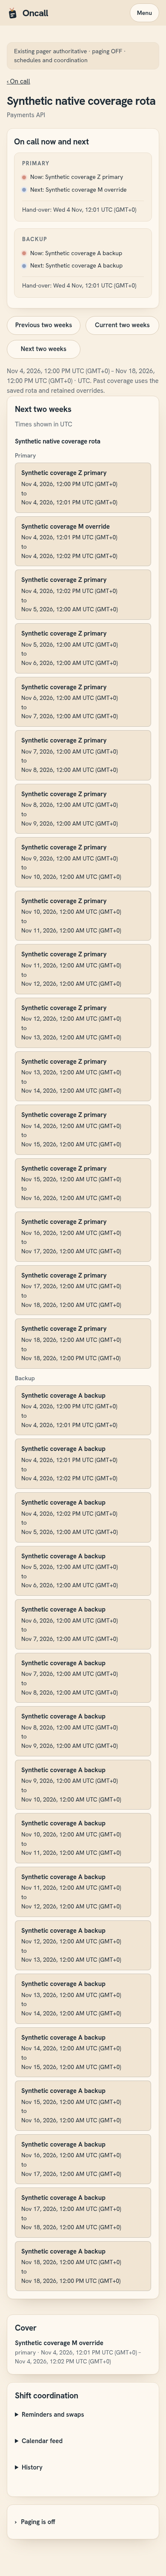 Oncall
Menu
Existing pager authoritative · paging OFF ·
schedules and coordination
‹ On call
Synthetic native coverage rota
Payments API
On call now and next
PRIMARY
Now: Synthetic coverage Z primary
Next: Synthetic coverage M override
Hand-over: Wed 4 Nov, 12:01 UTC (GMT+0)
BACKUP
Now: Synthetic coverage A backup
Next: Synthetic coverage A backup
Hand-over: Wed 4 Nov, 12:01 UTC (GMT+0)
Previous two weeks
Current two weeks
Next two weeks
Nov 4, 2026, 12:00 PM UTC (GMT+0) – Nov 18, 2026,
12:00 PM UTC (GMT+0) · UTC. Past coverage uses the
saved rota and retained overrides.
Next two weeks
Times shown in UTC
Synthetic native coverage rota
Primary
Synthetic coverage Z primary
Nov 4, 2026, 12:00 PM UTC (GMT+0)
to
Nov 4, 2026, 12:01 PM UTC (GMT+0)
Synthetic coverage M override
Nov 4, 2026, 12:01 PM UTC (GMT+0)
to
Nov 4, 2026, 12:02 PM UTC (GMT+0)
Synthetic coverage Z primary
Nov 4, 2026, 12:02 PM UTC (GMT+0)
to
Nov 5, 2026, 12:00 AM UTC (GMT+0)
Synthetic coverage Z primary
Nov 5, 2026, 12:00 AM UTC (GMT+0)
to
Nov 6, 2026, 12:00 AM UTC (GMT+0)
Synthetic coverage Z primary
Nov 6, 2026, 12:00 AM UTC (GMT+0)
to
Nov 7, 2026, 12:00 AM UTC (GMT+0)
Synthetic coverage Z primary
Nov 7, 2026, 12:00 AM UTC (GMT+0)
to
Nov 8, 2026, 12:00 AM UTC (GMT+0)
Synthetic coverage Z primary
Nov 8, 2026, 12:00 AM UTC (GMT+0)
to
Nov 9, 2026, 12:00 AM UTC (GMT+0)
Synthetic coverage Z primary
Nov 9, 2026, 12:00 AM UTC (GMT+0)
to
Nov 10, 2026, 12:00 AM UTC (GMT+0)
Synthetic coverage Z primary
Nov 10, 2026, 12:00 AM UTC (GMT+0)
to
Nov 11, 2026, 12:00 AM UTC (GMT+0)
Synthetic coverage Z primary
Nov 11, 2026, 12:00 AM UTC (GMT+0)
to
Nov 12, 2026, 12:00 AM UTC (GMT+0)
Synthetic coverage Z primary
Nov 12, 2026, 12:00 AM UTC (GMT+0)
to
Nov 13, 2026, 12:00 AM UTC (GMT+0)
Synthetic coverage Z primary
Nov 13, 2026, 12:00 AM UTC (GMT+0)
to
Nov 14, 2026, 12:00 AM UTC (GMT+0)
Synthetic coverage Z primary
Nov 14, 2026, 12:00 AM UTC (GMT+0)
to
Nov 15, 2026, 12:00 AM UTC (GMT+0)
Synthetic coverage Z primary
Nov 15, 2026, 12:00 AM UTC (GMT+0)
to
Nov 16, 2026, 12:00 AM UTC (GMT+0)
Synthetic coverage Z primary
Nov 16, 2026, 12:00 AM UTC (GMT+0)
to
Nov 17, 2026, 12:00 AM UTC (GMT+0)
Synthetic coverage Z primary
Nov 17, 2026, 12:00 AM UTC (GMT+0)
to
Nov 18, 2026, 12:00 AM UTC (GMT+0)
Synthetic coverage Z primary
Nov 18, 2026, 12:00 AM UTC (GMT+0)
to
Nov 18, 2026, 12:00 PM UTC (GMT+0)
Backup
Synthetic coverage A backup
Nov 4, 2026, 12:00 PM UTC (GMT+0)
to
Nov 4, 2026, 12:01 PM UTC (GMT+0)
Synthetic coverage A backup
Nov 4, 2026, 12:01 PM UTC (GMT+0)
to
Nov 4, 2026, 12:02 PM UTC (GMT+0)
Synthetic coverage A backup
Nov 4, 2026, 12:02 PM UTC (GMT+0)
to
Nov 5, 2026, 12:00 AM UTC (GMT+0)
Synthetic coverage A backup
Nov 5, 2026, 12:00 AM UTC (GMT+0)
to
Nov 6, 2026, 12:00 AM UTC (GMT+0)
Synthetic coverage A backup
Nov 6, 2026, 12:00 AM UTC (GMT+0)
to
Nov 7, 2026, 12:00 AM UTC (GMT+0)
Synthetic coverage A backup
Nov 7, 2026, 12:00 AM UTC (GMT+0)
to
Nov 8, 2026, 12:00 AM UTC (GMT+0)
Synthetic coverage A backup
Nov 8, 2026, 12:00 AM UTC (GMT+0)
to
Nov 9, 2026, 12:00 AM UTC (GMT+0)
Synthetic coverage A backup
Nov 9, 2026, 12:00 AM UTC (GMT+0)
to
Nov 10, 2026, 12:00 AM UTC (GMT+0)
Synthetic coverage A backup
Nov 10, 2026, 12:00 AM UTC (GMT+0)
to
Nov 11, 2026, 12:00 AM UTC (GMT+0)
Synthetic coverage A backup
Nov 11, 2026, 12:00 AM UTC (GMT+0)
to
Nov 12, 2026, 12:00 AM UTC (GMT+0)
Synthetic coverage A backup
Nov 12, 2026, 12:00 AM UTC (GMT+0)
to
Nov 13, 2026, 12:00 AM UTC (GMT+0)
Synthetic coverage A backup
Nov 13, 2026, 12:00 AM UTC (GMT+0)
to
Nov 14, 2026, 12:00 AM UTC (GMT+0)
Synthetic coverage A backup
Nov 14, 2026, 12:00 AM UTC (GMT+0)
to
Nov 15, 2026, 12:00 AM UTC (GMT+0)
Synthetic coverage A backup
Nov 15, 2026, 12:00 AM UTC (GMT+0)
to
Nov 16, 2026, 12:00 AM UTC (GMT+0)
Synthetic coverage A backup
Nov 16, 2026, 12:00 AM UTC (GMT+0)
to
Nov 17, 2026, 12:00 AM UTC (GMT+0)
Synthetic coverage A backup
Nov 17, 2026, 12:00 AM UTC (GMT+0)
to
Nov 18, 2026, 12:00 AM UTC (GMT+0)
Synthetic coverage A backup
Nov 18, 2026, 12:00 AM UTC (GMT+0)
to
Nov 18, 2026, 12:00 PM UTC (GMT+0)
Cover
Synthetic coverage M override
primary · Nov 4, 2026, 12:01 PM UTC (GMT+0) –
Nov 4, 2026, 12:02 PM UTC (GMT+0)
Shift coordination
Reminders and swaps
Calendar feed
History
Paging is off